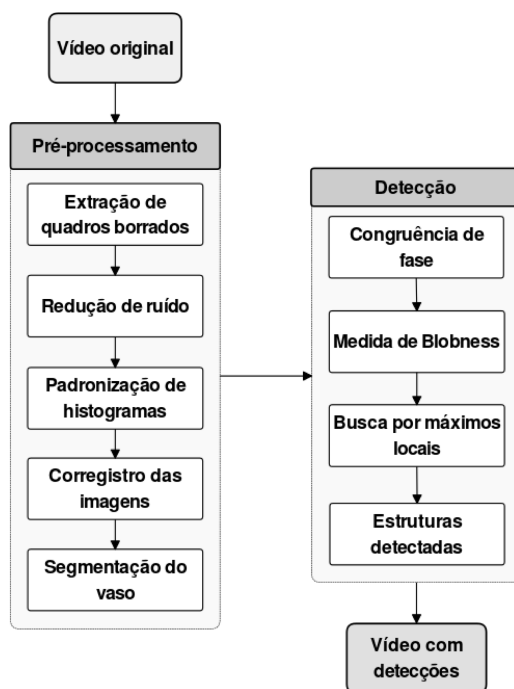 Vídeo original
Pré-processamento
Extração de
quadros borrados
Redução de ruído
Padronização de
histogramas
Corregistro das
imagens
Segmentação do
vaso
Detecção
Congruência de
fase
Medida de Blobness
Busca por máximos
locais
Estruturas
detectadas
Vídeo com
detecções